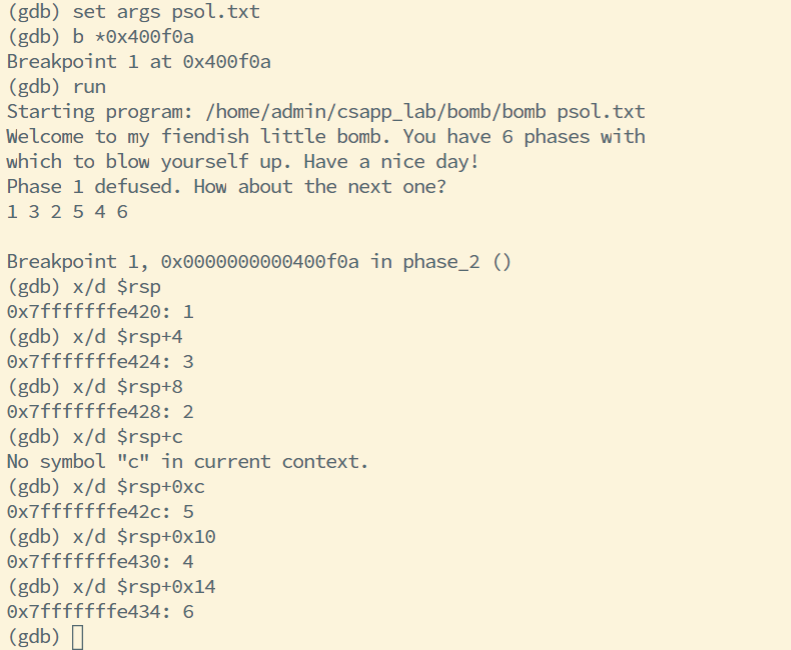 (gdb) set args psol.txt
(gdb) b *0x400f0a
Breakpoint 1 at 0x400f0a
(gdb) run
Starting program: /home/admin/csapp_lab/bomb/bomb psol.txt
Welcome to my fiendish little bomb. You have 6 phases with
which to blow yourself up. Have a nice day!
Phase 1 defused. How about the next one?
1 3 2 5 4 6
Breakpoint 1, 0x0000000000400f0a in phase_2 ()
(gdb) x/d $rsp
0x7fffffffe420: 1
(gdb) x/d $rsp+4
0x7fffffffe424: 3
(gdb) x/d $rsp+8
0x7fffffffe428: 2
(gdb) x/d $rsp+c
No symbol "c" in current context.
(gdb) x/d $rsp+0xc
0x7fffffffe42c: 5
(gdb) x/d $rsp+0x10
0x7fffffffe430: 4
(gdb) x/d $rsp+0x14
0x7fffffffe434: 6
(gdb)